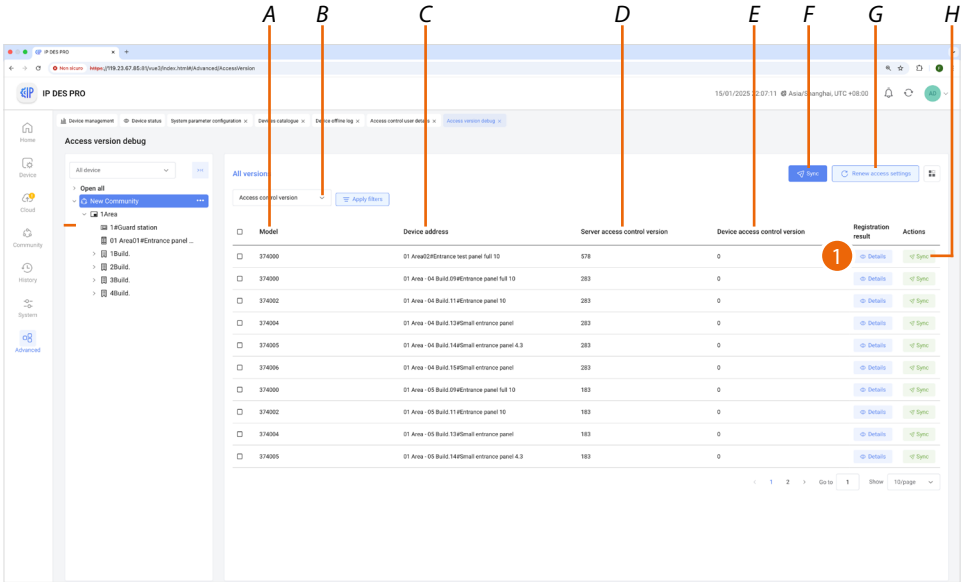 A B C D E F G H
IP DES PRO
Not secure https://119.23.67.85:81/vue3/index.html#/Advanced/AccessVersion
IP DES PRO
15/01/2025 22:07:11 Asia/Shanghai, UTC +08:00
AD
Device management Device status System parameter configuration × Devices catalogue × Device offline log × Access control user details × Access version debug ×
Access version debug
Home
Device
Cloud
Community
History
System
Advanced
All device
Open all
New Community
1Area
1#Guard station
01 Area01#Entrance panel ...
1Build.
2Build.
3Build.
4Build.
All version
Sync
Renew access settings
Access control version
Apply filters
Model Device address Server access control version Device access control version Registration result Actions
374000 01 Area02#Entrance test panel full 10 578 0 1 Details Sync
374000 01 Area - 04 Build.09#Entrance panel full 10 283 0 Details Sync
374002 01 Area - 04 Build.11#Entrance panel 10 283 0 Details Sync
374004 01 Area - 04 Build.13#Small entrance panel 283 0 Details Sync
374005 01 Area - 04 Build.14#Small entrance panel 4.3 283 0 Details Sync
374006 01 Area - 04 Build.15#Small entrance panel 283 0 Details Sync
374000 01 Area - 05 Build.09#Entrance panel full 10 183 0 Details Sync
374002 01 Area - 05 Build.11#Entrance panel 10 183 0 Details Sync
374004 01 Area - 05 Build.13#Small entrance panel 183 0 Details Sync
374005 01 Area - 05 Build.14#Small entrance panel 4.3 183 0 Details Sync
1 2 Go to 1 Show 10/page